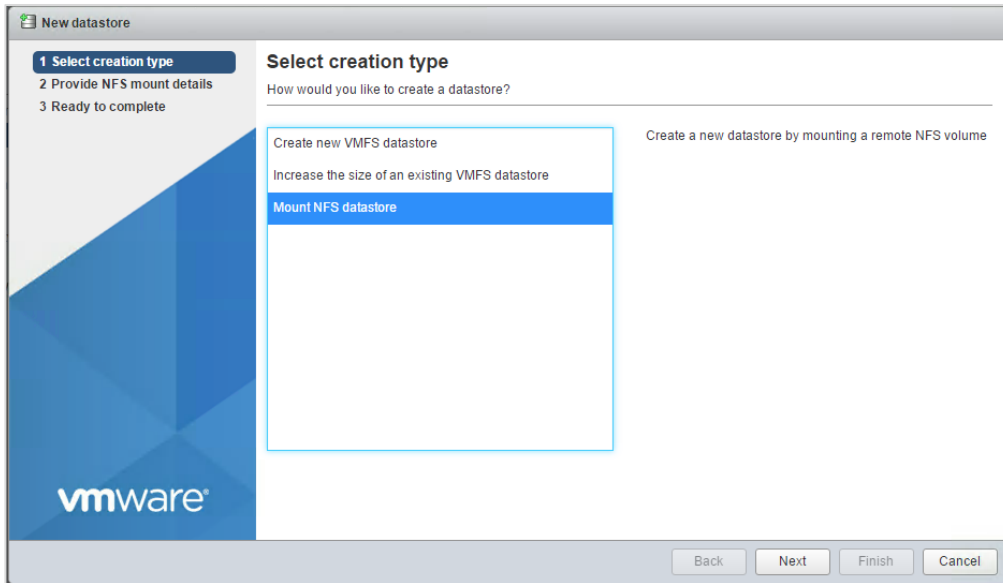 New datastore
1 Select creation type
2 Provide NFS mount details
3 Ready to complete
Select creation type
How would you like to create a datastore?
Create new VMFS datastore
Increase the size of an existing VMFS datastore
Mount NFS datastore
Create a new datastore by mounting a remote NFS volume
vmware®
Back
Next
Finish
Cancel